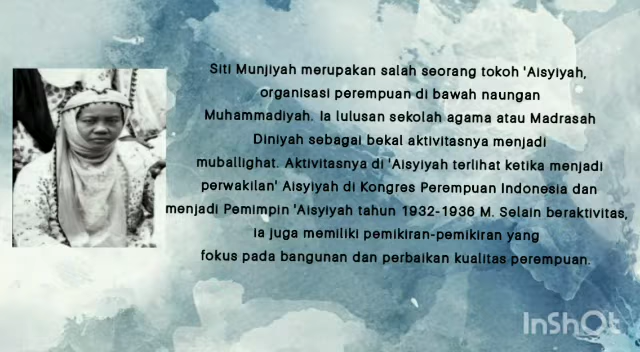 Siti Munjiyah merupakan salah seorang tokoh 'Aisyiyah,
organisasi perempuan di bawah naungan
Muhammadiyah. Ia lulusan sekolah agama atau Madrasah
Diniyah sebagai bekal aktivitasnya menjadi
muballighat. Aktivitasnya di 'Aisyiyah terlihat ketika menjadi
perwakilan' Aisyiyah di Kongres Perempuan Indonesia dan
menjadi Pemimpin 'Aisyiyah tahun 1932-1936 M. Selain beraktivitas,
ia juga memiliki pemikiran-pemikiran yang
fokus pada bangunan dan perbaikan kualitas perempuan.
InShOt